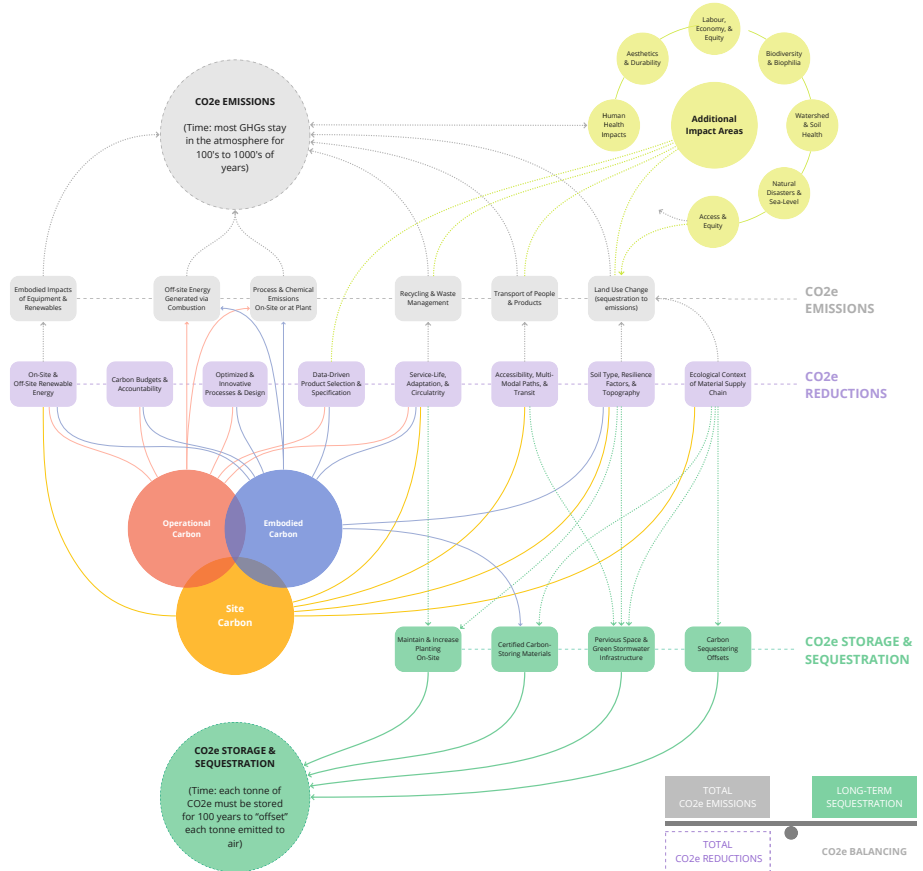 Labour,
Economy, &
Equity
Aesthetics
& Durability
Biodiversity
& Biophilia
CO2e EMISSIONS
(Time: most GHGs stay
in the atmosphere for
100's to 1000's of
years)
Human
Health
Impacts
Additional
Impact Areas
Watershed
& Soil
Health
Natural
Disasters &
Sea-Level
Access &
Equity
Embodied Impacts
of Equipment &
Renewables
Off-site Energy
Generated via
Combustion
Process & Chemical
Emissions
On-Site or at Plant
Recycling & Waste
Management
Transport of People
& Products
Land Use Change
(sequestration to
emissions)
CO2e
EMISSIONS
On-Site &
Off-Site Renewable
Energy
Carbon Budgets &
Accountability
Optimized &
Innovative
Processes & Design
Data-Driven
Product Selection &
Specification
Service-Life,
Adaptation, &
Circulatrity
Accessibility, Multi-
Modal Paths, &
Transit
Soil Type, Resilience
Factors, &
Topography
Ecological Context
of Material Supply
Chain
CO2e
REDUCTIONS
Operational
Carbon
Embodied
Carbon
Site
Carbon
Maintain & Increase
Planting
On-Site
Certified Carbon-
Storing Materials
Pervious Space &
Green Stormwater
Infrastructure
Carbon
Sequestering
Offsets
CO2e STORAGE &
SEQUESTRATION
CO2e STORAGE &
SEQUESTRATION
(Time: each tonne of
CO2e must be stored
for 100 years to “offset”
each tonne emitted to
air)
TOTAL
CO2e EMISSIONS
LONG-TERM
SEQUESTRATION
TOTAL
CO2e REDUCTIONS
CO2e BALANCING